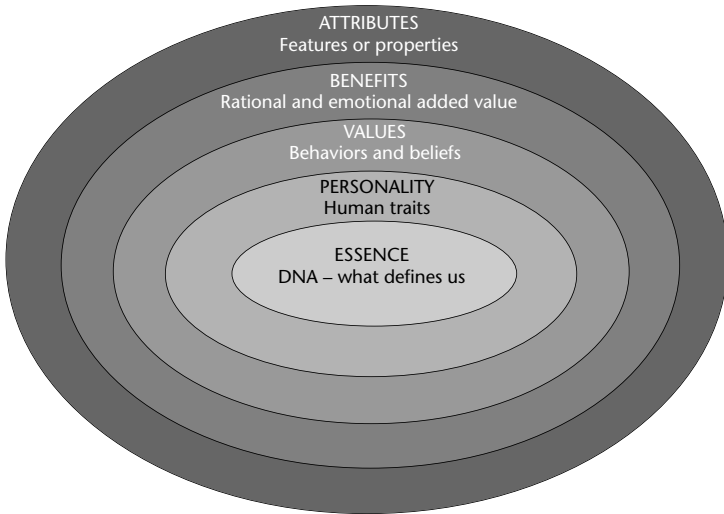 ATTRIBUTES
Features or properties
BENEFITS
Rational and emotional added value
VALUES
Behaviors and beliefs
PERSONALITY
Human traits
ESSENCE
DNA – what defines us